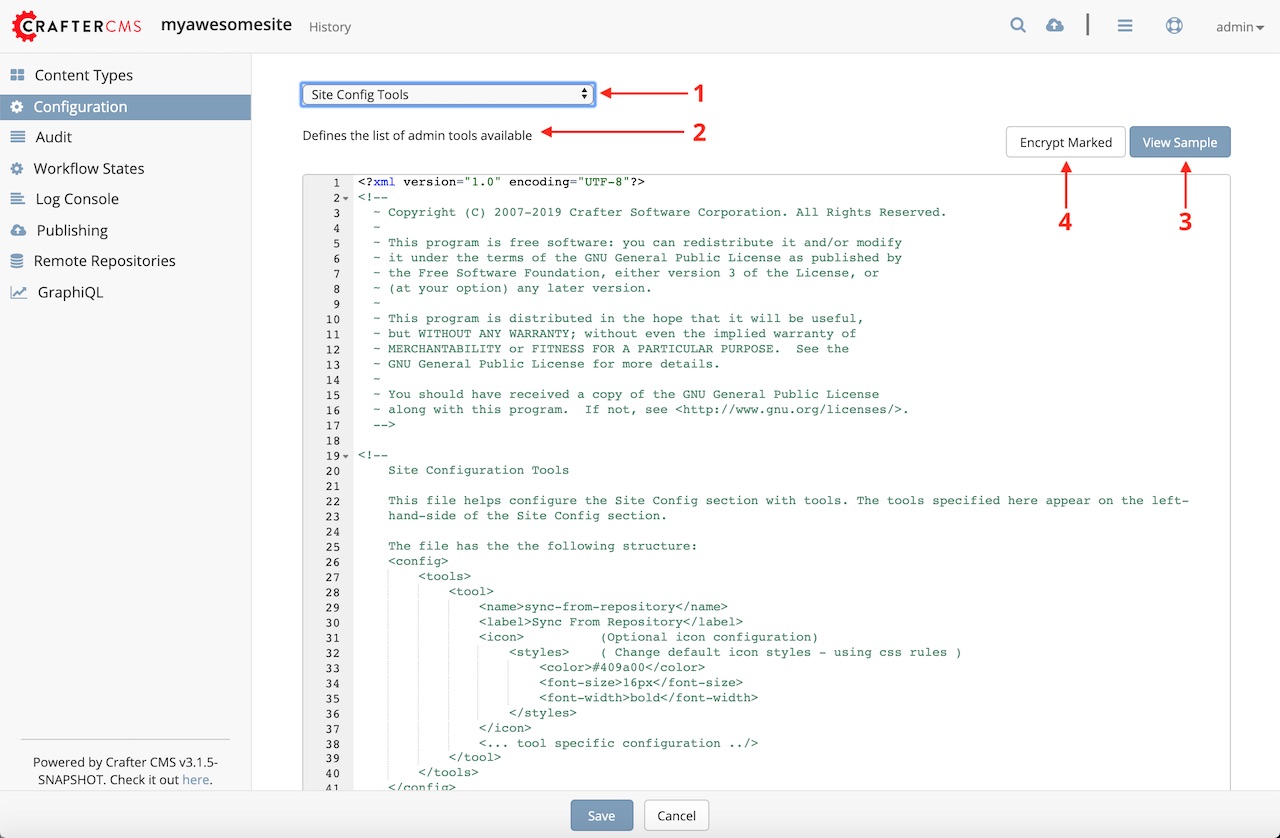 CRAFTERCMS myawesomesite History admin
Content Types
Configuration
Audit
Workflow States
Log Console
Publishing
Remote Repositories
GraphiQL
Powered by Crafter CMS v3.1.5-
SNAPSHOT. Check it out here.
Site Config Tools 1
Defines the list of admin tools available 2
Encrypt Marked View Sample
4 3
1 <?xml version="1.0" encoding="UTF-8"?>
2 <!--
3 ~ Copyright (C) 2007-2019 Crafter Software Corporation. All Rights Reserved.
4 ~
5 ~ This program is free software: you can redistribute it and/or modify
6 ~ it under the terms of the GNU General Public License as published by
7 ~ the Free Software Foundation, either version 3 of the License, or
8 ~ (at your option) any later version.
9 ~
10 ~ This program is distributed in the hope that it will be useful,
11 ~ but WITHOUT ANY WARRANTY; without even the implied warranty of
12 ~ MERCHANTABILITY or FITNESS FOR A PARTICULAR PURPOSE.  See the
13 ~ GNU General Public License for more details.
14 ~
15 ~ You should have received a copy of the GNU General Public License
16 ~ along with this program.  If not, see <http://www.gnu.org/licenses/>.
17 -->
18
19 <!--
20 Site Configuration Tools
21
22 This file helps configure the Site Config section with tools. The tools specified here appear on the left-
23 hand-side of the Site Config section.
24
25 The file has the the following structure:
26 <config>
27 <tools>
28 <tool>
29 <name>sync-from-repository</name>
30 <label>Sync From Repository</label>
31 <icon> (Optional icon configuration)
32 <styles> ( Change default icon styles - using css rules )
33 <color>#409a00</color>
34 <font-size>16px</font-size>
35 <font-width>bold</font-width>
36 </styles>
37 </icon>
38 <... tool specific configuration ../>
39 </tool>
40 </tools>
41 </config>
Save Cancel